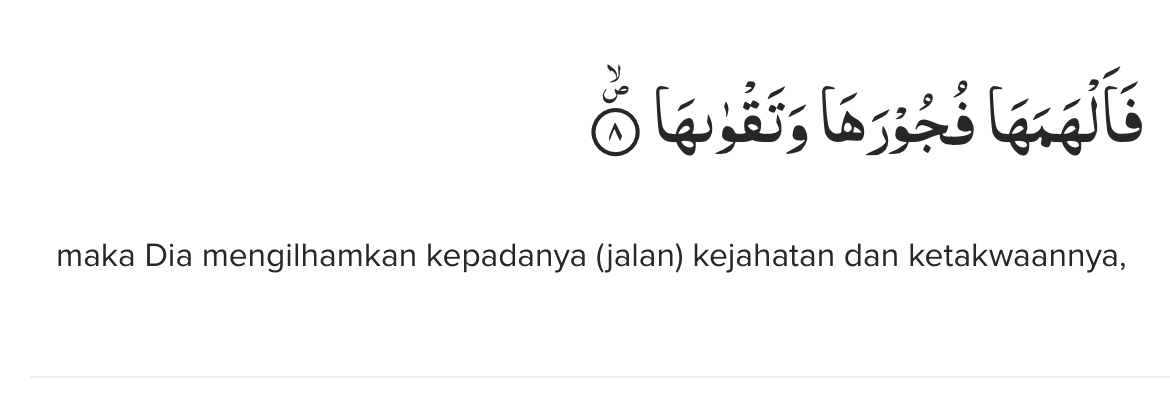 فَاَلْهَمَهَا فُجُوْرَهَا وَتَقْوٰىهَا ۖ ۙ ٨
maka Dia mengilhamkan kepadanya (jalan) kejahatan dan ketakwaannya,